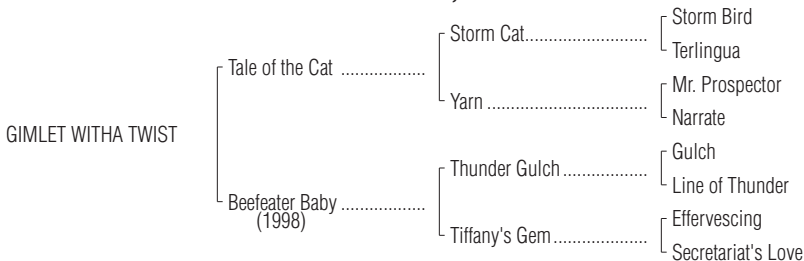 Storm Bird
Storm Cat
Terlingua
Tale of the Cat
Mr. Prospector
Yarn
Narrate
GIMLET WITHA TWIST
Gulch
Thunder Gulch
Line of Thunder
Beefeater Baby
(1998)
Effervescing
Tiffany's Gem
Secretariat's Love